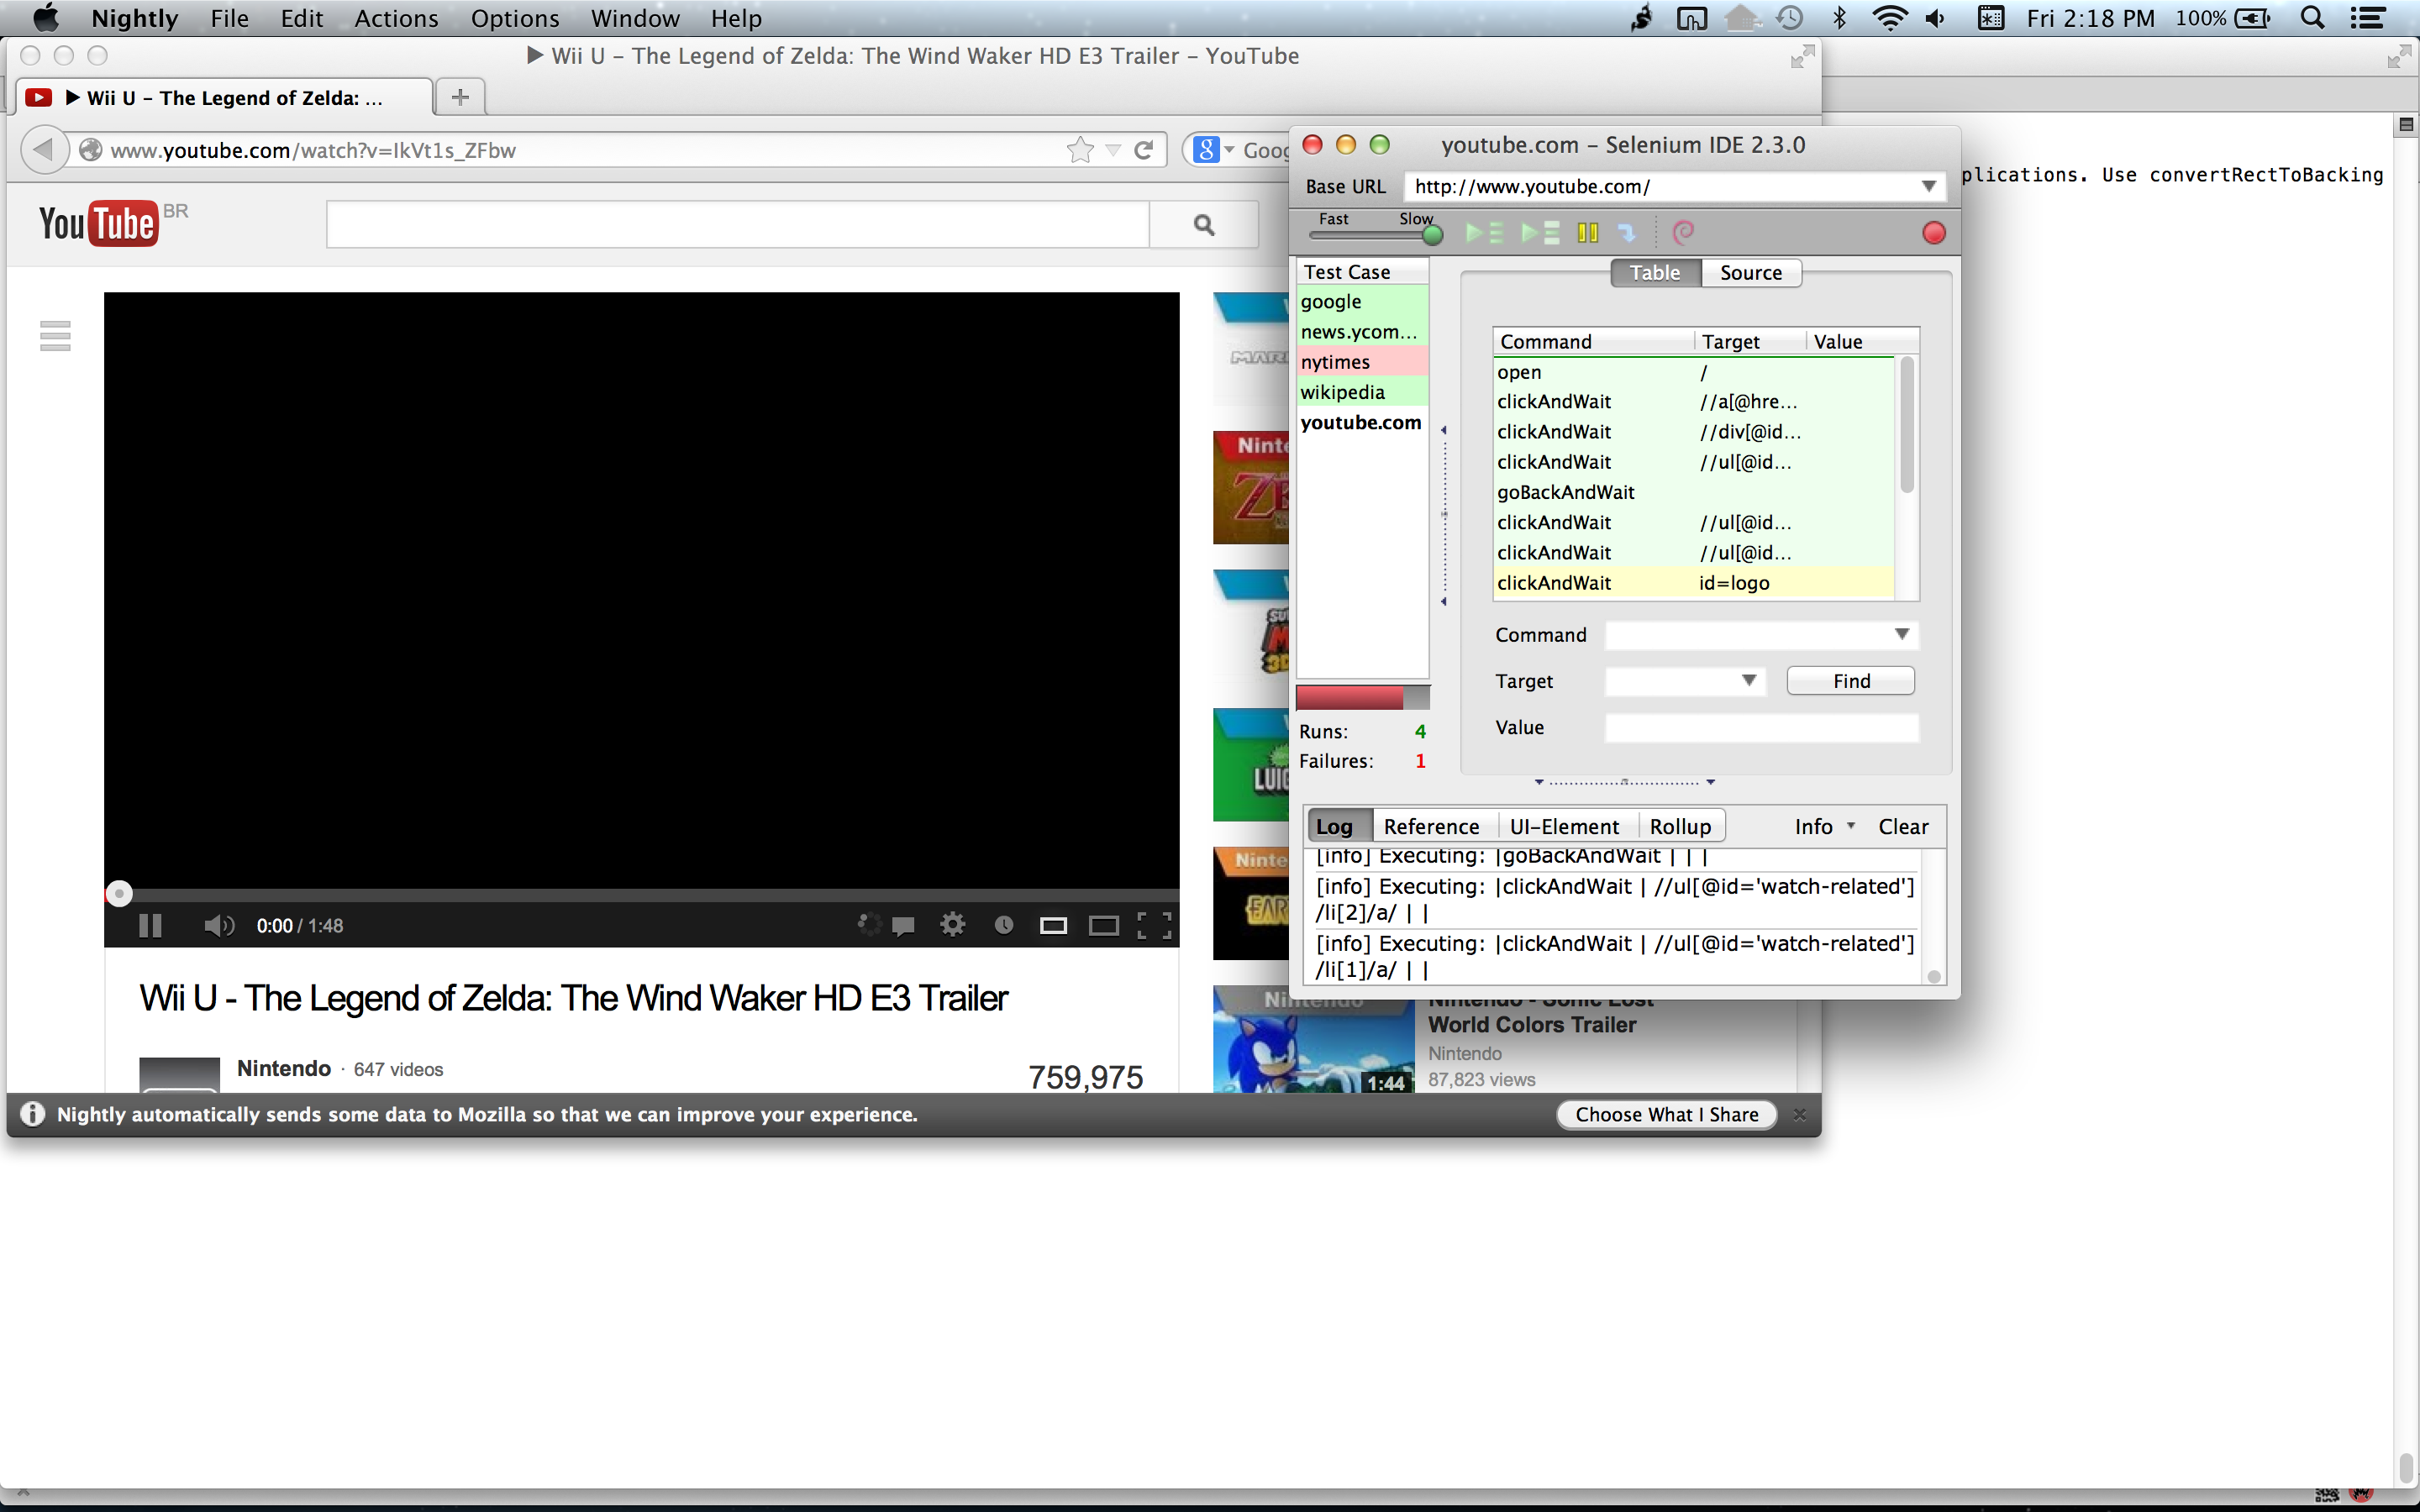 Nightly File Edit Actions Options Window Help Fri 2:18 PM 100%
▶ Wii U – The Legend of Zelda: The Wind Waker HD E3 Trailer – YouTube
▶ Wii U – The Legend of Zelda: ...
www.youtube.com/watch?v=IkVt1s_ZFbw
Goog
YouTube BR
youtube.com – Selenium IDE 2.3.0
Base URL http://www.youtube.com/
plications. Use convertRectToBacking
Fast Slow
Test Case
google
news.ycom...
nytimes
wikipedia
youtube.com
Table Source
Command Target Value
open /
clickAndWait //a[@hre...
clickAndWait //div[@id...
clickAndWait //ul[@id...
goBackAndWait
clickAndWait //ul[@id...
clickAndWait //ul[@id...
clickAndWait id=logo
Command
Target Find
Value
Runs: 4
Failures: 1
Log Reference UI-Element Rollup Info Clear
[info] Executing: |goBackAndWait | | |
[info] Executing: |clickAndWait | //ul[@id='watch-related']
/li[2]/a/ | |
[info] Executing: |clickAndWait | //ul[@id='watch-related']
/li[1]/a/ | |
0:00 / 1:48
Wii U - The Legend of Zelda: The Wind Waker HD E3 Trailer
Nintendo · 647 videos
759,975
Nintendo
Nintendo - Sonic Lost
World Colors Trailer
Nintendo
87,823 views
1:44
Nightly automatically sends some data to Mozilla so that we can improve your experience.
Choose What I Share